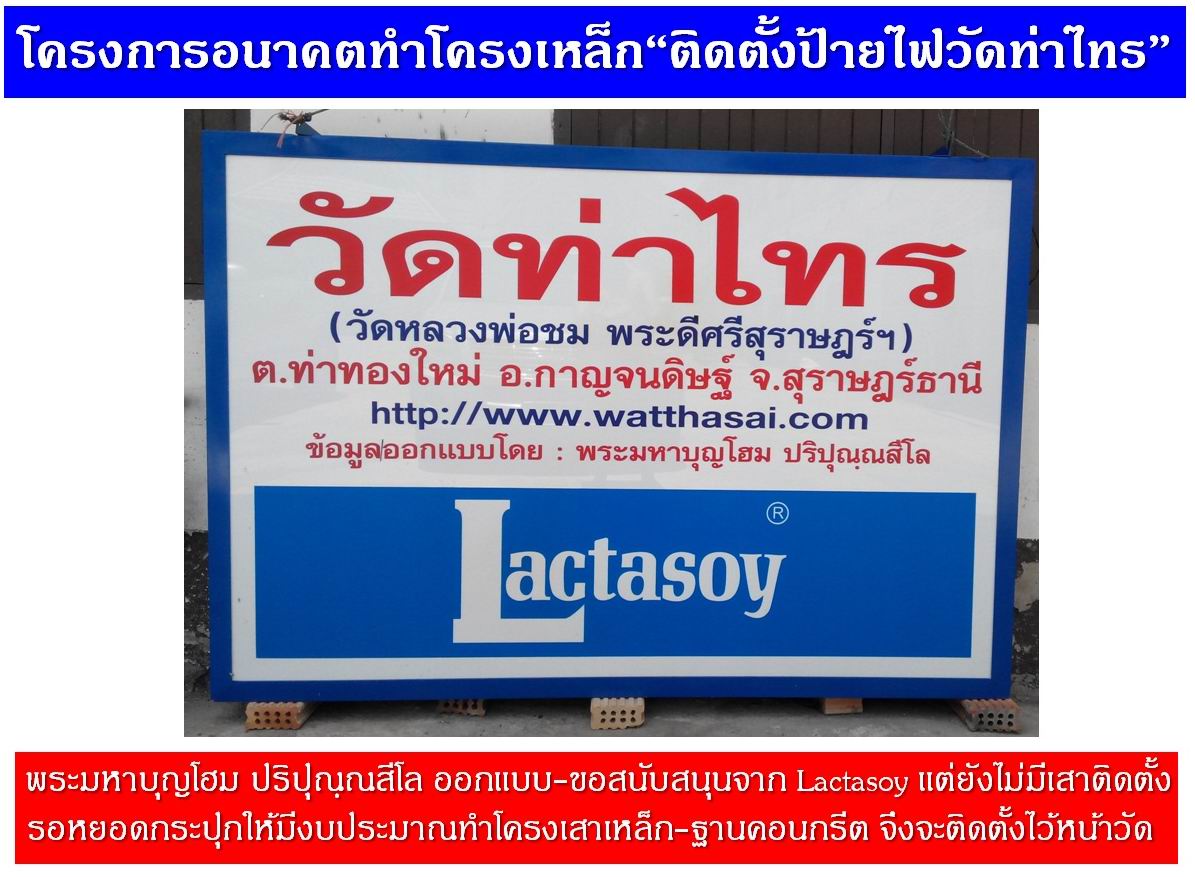 โครงการอนาคตทำโครงเหล็ก“ติดตั้งป้ายไฟวัดท่าไทร”
วัดท่าไทร
(วัดหลวงพ่อชม พระดีศรีสุราษฎร์ฯ)
ต.ท่าทองใหม่ อ.กาญจนดิษฐ์ จ.สุราษฎร์ธานี
http://www.watthasai.com
ข้อมูลออกแบบโดย : พระมหาบุญโฮม ปริปุณฺณสีโล
Lactasoy ®
พระมหาบุญโฮม ปริปุณฺณสีโล ออกแบบ-ขอสนับสนุนจาก Lactasoy แต่ยังไม่มีเสาติดตั้ง
รอหยอดกระปุกให้มีงบประมาณทำโครงเสาเหล็ก-ฐานคอนกรีต จึงจะติดตั้งไว้หน้าวัด